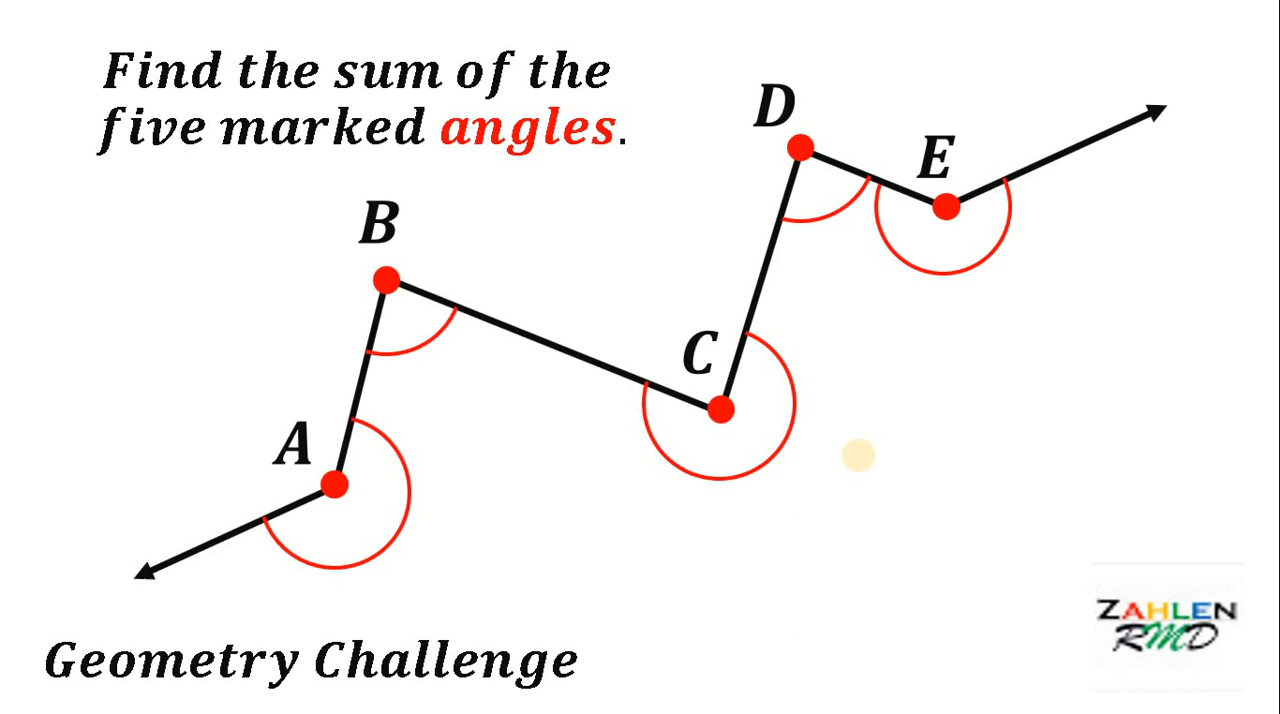 Find the sum of the
five marked angles.
D
E
B
C
A
ZAHLEN
RMD
Geometry Challenge